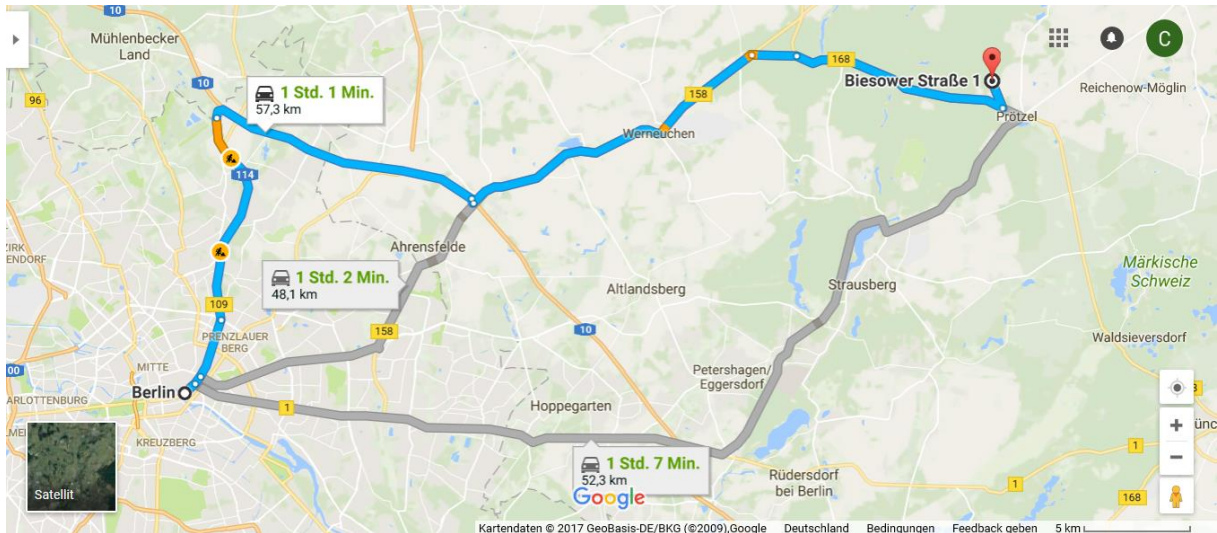 Mühlenbecker
Land
10
96
1 Std. 1 Min.
57,3 km
114
168
Biesower Straße 1
C
Reichenow-Möglin
158
Werneuchen
Prötzel
Ahrensfelde
1 Std. 2 Min.
48,1 km
Altlandsberg
Strausberg
Märkische
Schweiz
109
10
PRENZLAUER
BERG
158
Waldsieversdorf
MITTE
Petershagen/
Eggersdorf
Berlin
ARLOTTENBURG
1
Hoppegarten
KREUZBERG
1 Std. 7 Min.
52,3 km
Google
Rüdersdorf
bei Berlin
1
1
168
Satellit
Kartendaten © 2017 GeoBasis-DE/BKG (©2009),Google Deutschland Bedingungen Feedback geben 5 km